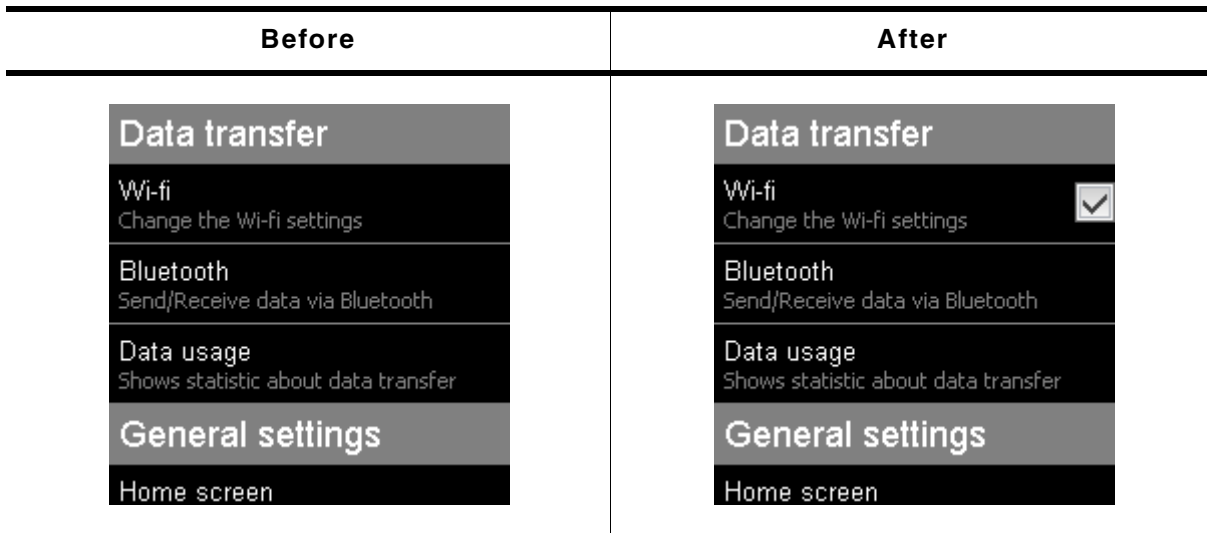 Before
After
Data transfer
Wi-fi
Change the Wi-fi settings
Bluetooth
Send/Receive data via Bluetooth
Data usage
Shows statistic about data transfer
General settings
Home screen
Data transfer
Wi-fi
Change the Wi-fi settings
Bluetooth
Send/Receive data via Bluetooth
Data usage
Shows statistic about data transfer
General settings
Home screen